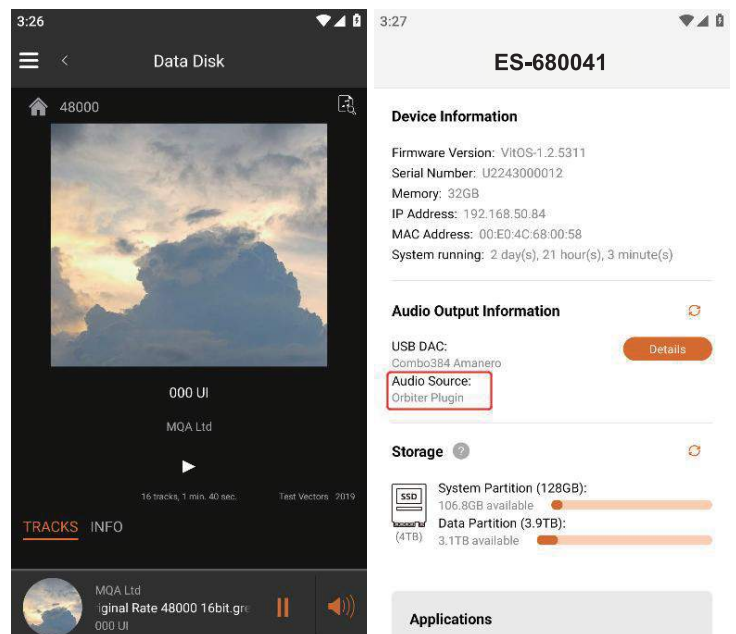 3:26
Data Disk
48000
000 UI
MQA Ltd
16 tracks, 1 min. 40 sec.
Test Vectors 2019
TRACKS INFO
MQA Ltd
iginal Rate 48000 16bit.gre
000 UI
3:27
ES-680041
Device Information
Firmware Version: VitOS-1.2.5311
Serial Number: U2243000012
Memory: 32GB
IP Address: 192.168.50.84
MAC Address: 00:E0:4C:68:00:58
System running: 2 day(s), 21 hour(s), 3 minute(s)
Audio Output Information
USB DAC:
Details
Combo384 Amanero
Audio Source:
Orbiter Plugin
Storage ?
SSD
System Partition (128GB):
106.8GB available
Data Partition (3.9TB):
(4TB)
3.1TB available
Applications